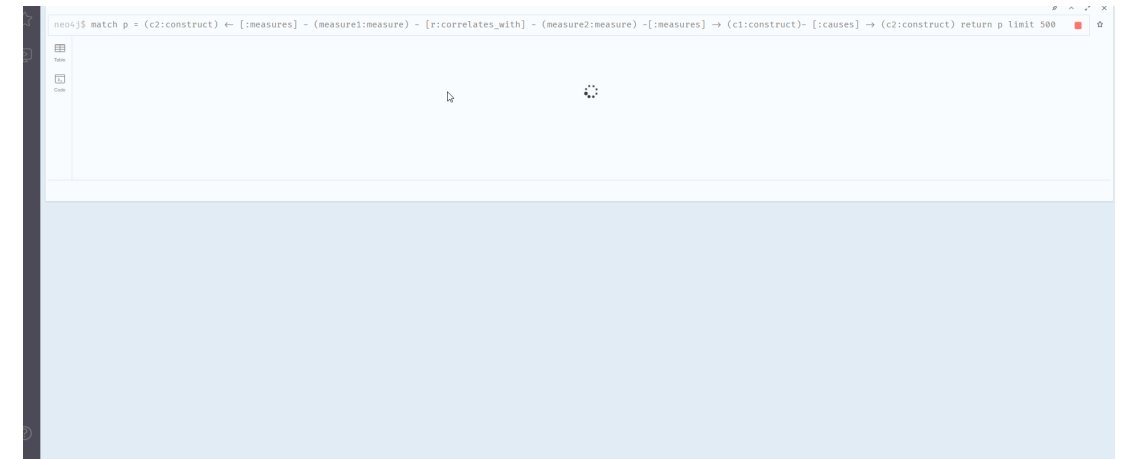 neo4j$ match p = (c2:construct) ← [:measures] - (measure1:measure) - [r:correlates_with] - (measure2:measure) -[:measures] → (c1:construct)- [:causes] → (c2:construct) return p limit 500
Table
Code